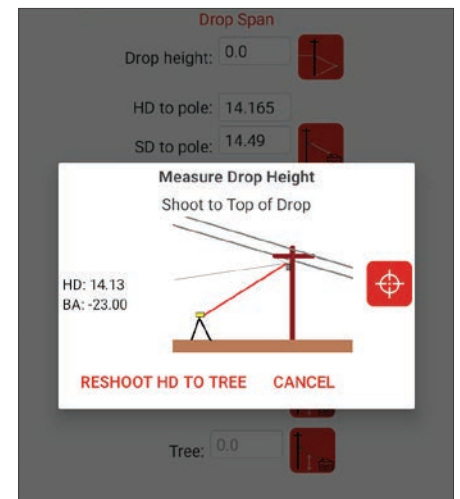 Drop Span
Drop height: 0.0
HD to pole: 14.165
SD to pole: 14.49
Measure Drop Height
Shoot to Top of Drop
HD: 14.13
BA: -23.00
RESHOOT HD TO TREE CANCEL
Tree: 0.0